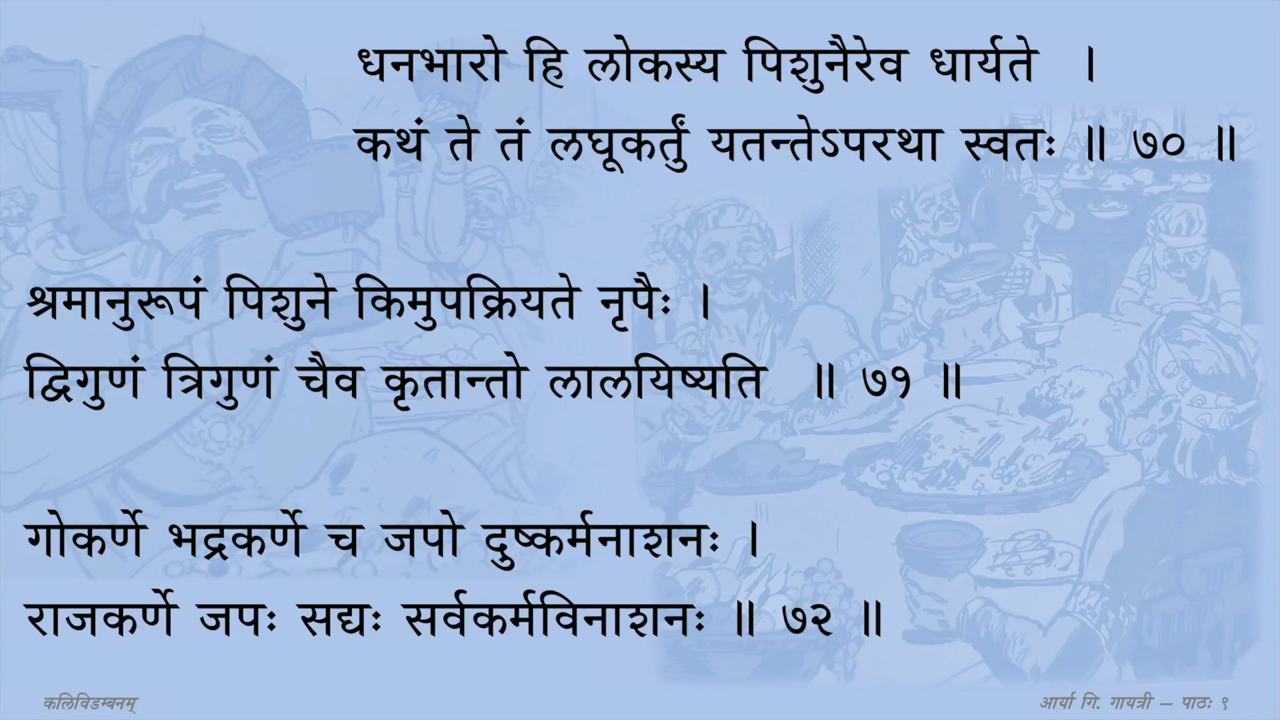 धनभारो हि लोकस्य पिशुनैरेव धार्यते ।
कथं ते तं लघूकर्तुं यतन्तेऽपरथा स्वतः ॥ ७० ॥
श्रमानुरूपं पिशुने किमुपक्रियते नृपैः ।
द्विगुणं त्रिगुणं चैव कृतान्तो लालयिष्यति ॥ ७१ ॥
गोकर्णे भद्रकर्णे च जपो दुष्कर्मनाशनः ।
राजकर्णे जपः सद्यः सर्वकर्मविनाशनः ॥ ७२ ॥
कलिविडम्बनम्
आर्या गि. गायत्री – पाठः ९